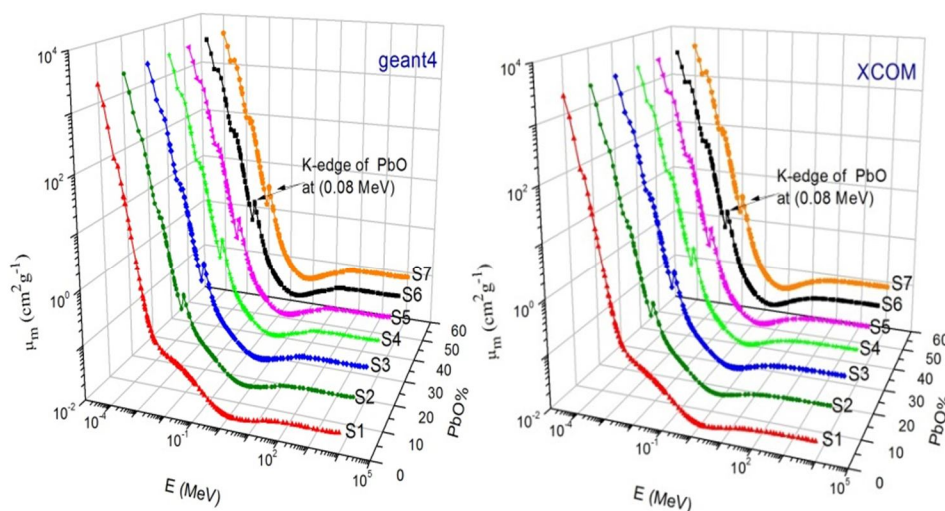 geant4
10⁴
10²
10⁰
10⁻²
μₘ (cm²g⁻¹)
K-edge of PbO
at (0.08 MeV)
S7
S6
S5
S4
S3
S2
S1
60
50
40
30
20
10
0
PbO%
10⁻⁴
10⁻¹
10²
10⁵
E (MeV)
XCOM
10⁴
10²
10⁰
10⁻²
μₘ (cm²g⁻¹)
K-edge of PbO
at (0.08 MeV)
S7
S6
S5
S4
S3
S2
S1
60
50
40
30
20
10
0
PbO%
10⁻⁴
10⁻¹
10²
10⁵
E (MeV)